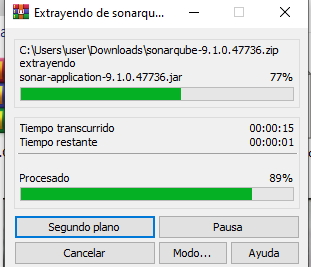 Extrayendo de sonarqu...
C:\Users\user\Downloads\sonarqube-9.1.0.47736.zip
extrayendo
sonar-application-9.1.0.47736.jar 77%
Tiempo transcurrido 00:00:15
Tiempo restante 00:00:01
Procesado 89%
Segundo plano Pausa
Cancelar Modo... Ayuda